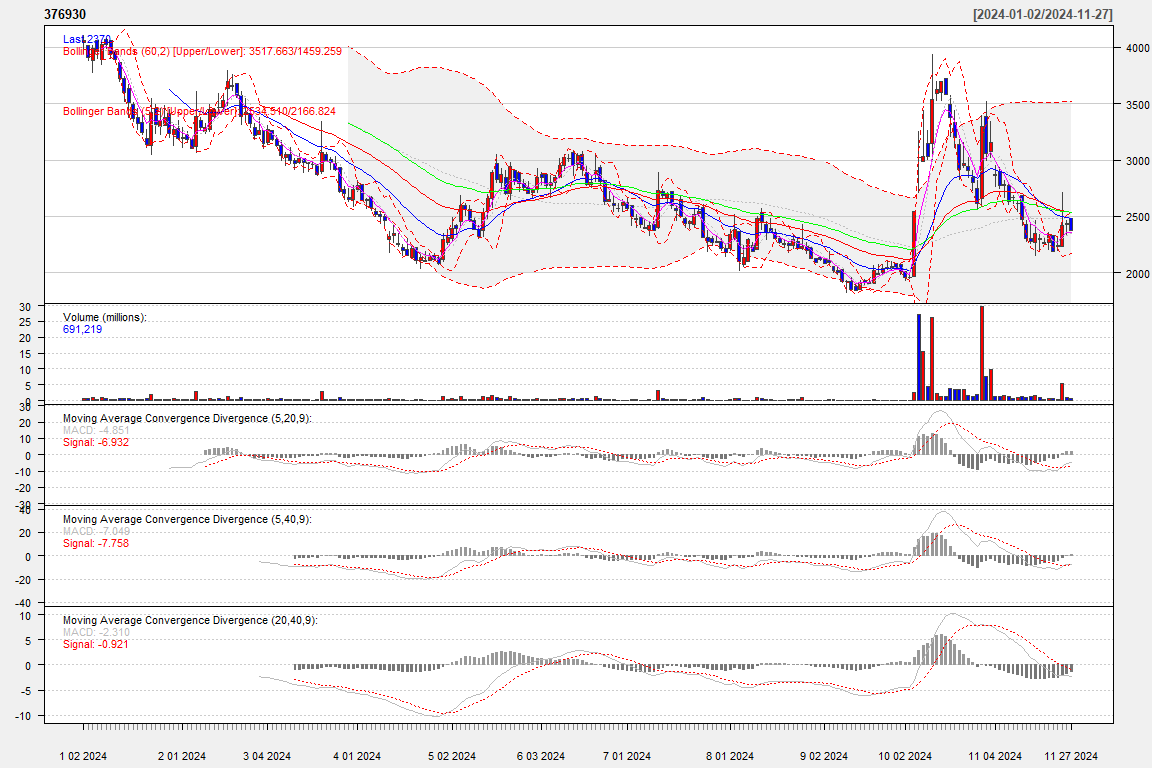 376930 [2024-01-02/2024-11-27]
Last 2370
Bollinger Bands (60,2) [Upper/Lower]: 3517.663/1459.259
Bollinger Bands [Upper/Lower] 510/2166.824
4000
3500
3000
2500
2000
Volume (millions):
691,219
30
25
20
15
10
5
0
Moving Average Convergence Divergence (5,20,9):
MACD: -4.851
Signal: -6.932
30
20
10
0
-10
-20
-30
Moving Average Convergence Divergence (5,40,9):
MACD: -7.049
Signal: -7.758
40
20
0
-20
-40
Moving Average Convergence Divergence (20,40,9):
MACD: -2.310
Signal: -0.921
10
5
0
-5
-10
1 02 2024 2 01 2024 3 04 2024 4 01 2024 5 02 2024 6 03 2024 7 01 2024 8 01 2024 9 02 2024 10 02 2024 11 04 2024 11 27 2024